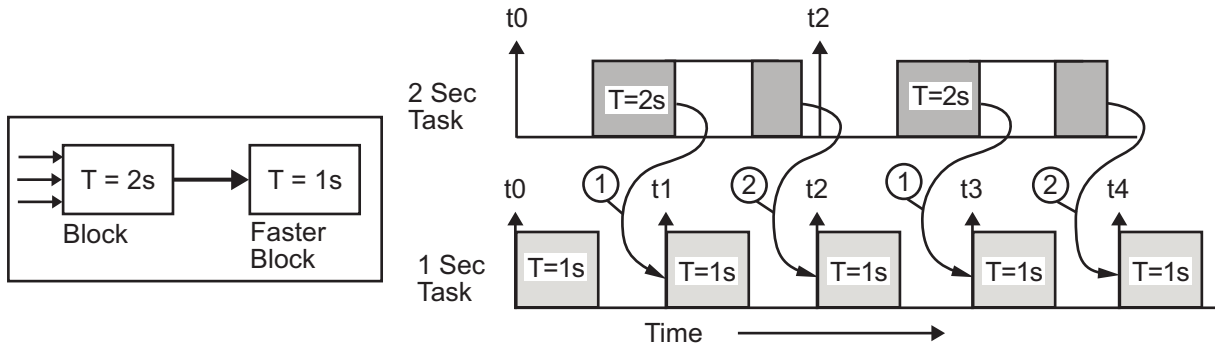 T = 2s
T = 1s
Block
Faster
Block
t0
t2
2 Sec
Task
T=2s
T=2s
1
2
1
2
t0
t1
t2
t3
t4
1 Sec
Task
T=1s
T=1s
T=1s
T=1s
T=1s
Time